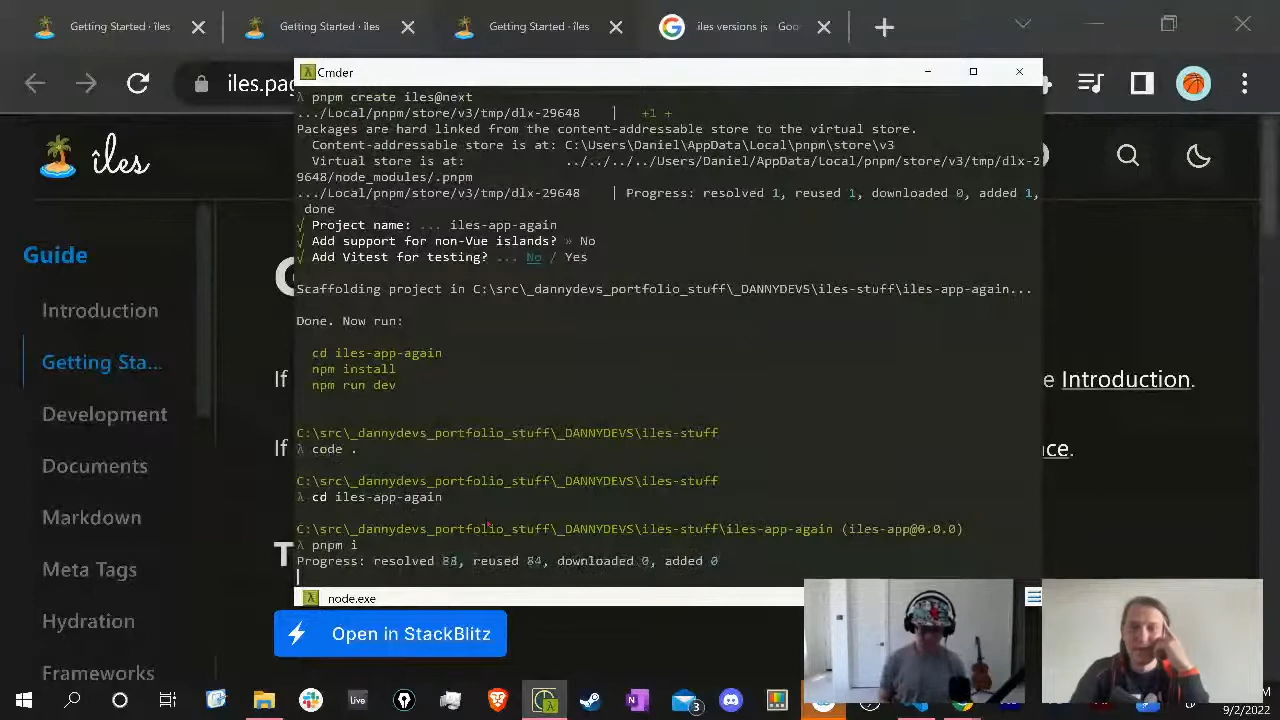 Getting Started · îles
Getting Started · îles
Getting Started · îles
iles versions js
iles.pa
îles
Guide
Introduction
Getting Sta...
Development
Documents
Markdown
Meta Tags
Hydration
Frameworks
Cmder
λ pnpm create iles@next
.../Local/pnpm/store/v3/tmp/dlx-29648 | +1 +
Packages are hard linked from the content-addressable store to the virtual store.
Content-addressable store is at: C:\Users\Daniel\AppData\Local\pnpm\store\v3
Virtual store is at: ../../../../Users/Daniel/AppData/Local/pnpm/store/v3/tmp/dlx-2
9648/node_modules/.pnpm
.../Local/pnpm/store/v3/tmp/dlx-29648 | Progress: resolved 1, reused 1, downloaded 0, added 1,
done
√ Project name: ... iles-app-again
√ Add support for non-Vue islands? » No
√ Add Vitest for testing? ... No / Yes
Scaffolding project in C:\src\_dannydevs_portfolio_stuff\_DANNYDEVS\iles-stuff\iles-app-again...
Done. Now run:
cd iles-app-again
npm install
npm run dev
C:\src\_dannydevs_portfolio_stuff\_DANNYDEVS\iles-stuff
λ code .
C:\src\_dannydevs_portfolio_stuff\_DANNYDEVS\iles-stuff
λ cd iles-app-again
C:\src\_dannydevs_portfolio_stuff\_DANNYDEVS\iles-stuff\iles-app-again (iles-app@0.0.0)
λ pnpm i
Progress: resolved 88, reused 84, downloaded 0, added 0
node.exe
If
e Introduction.
If
ce.
T
Open in StackBlitz
Live
3
M
9/2/2022